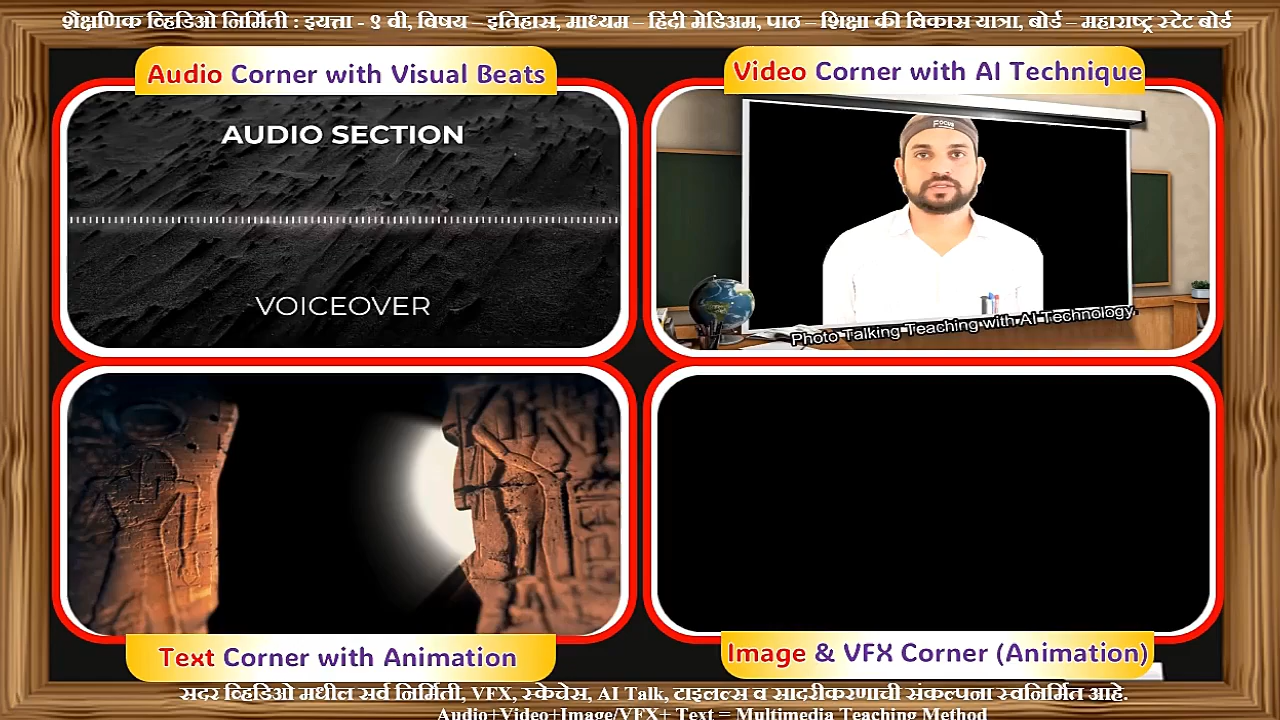 शैक्षणिक व्हिडिओ निर्मिती : इयत्ता - ९ वी, विषय – इतिहास, माध्यम – हिंदी मेडिअम, पाठ – शिक्षा की विकास यात्रा, बोर्ड – महाराष्ट्र स्टेट बोर्ड
Audio Corner with Visual Beats
Video Corner with AI Technique
AUDIO SECTION
FOCUS
VOICEOVER
Photo Talking Teaching with AI Technology.
Text Corner with Animation
Image & VFX Corner (Animation)
सदर व्हिडिओ मधील सर्व निर्मिती, VFX, स्केचेस, AI Talk, टाइलल्स व सादरीकरणाची संकल्पना स्वनिर्मित आहे.
Audio+Video+Image/VFX+ Text = Multimedia Teaching Method